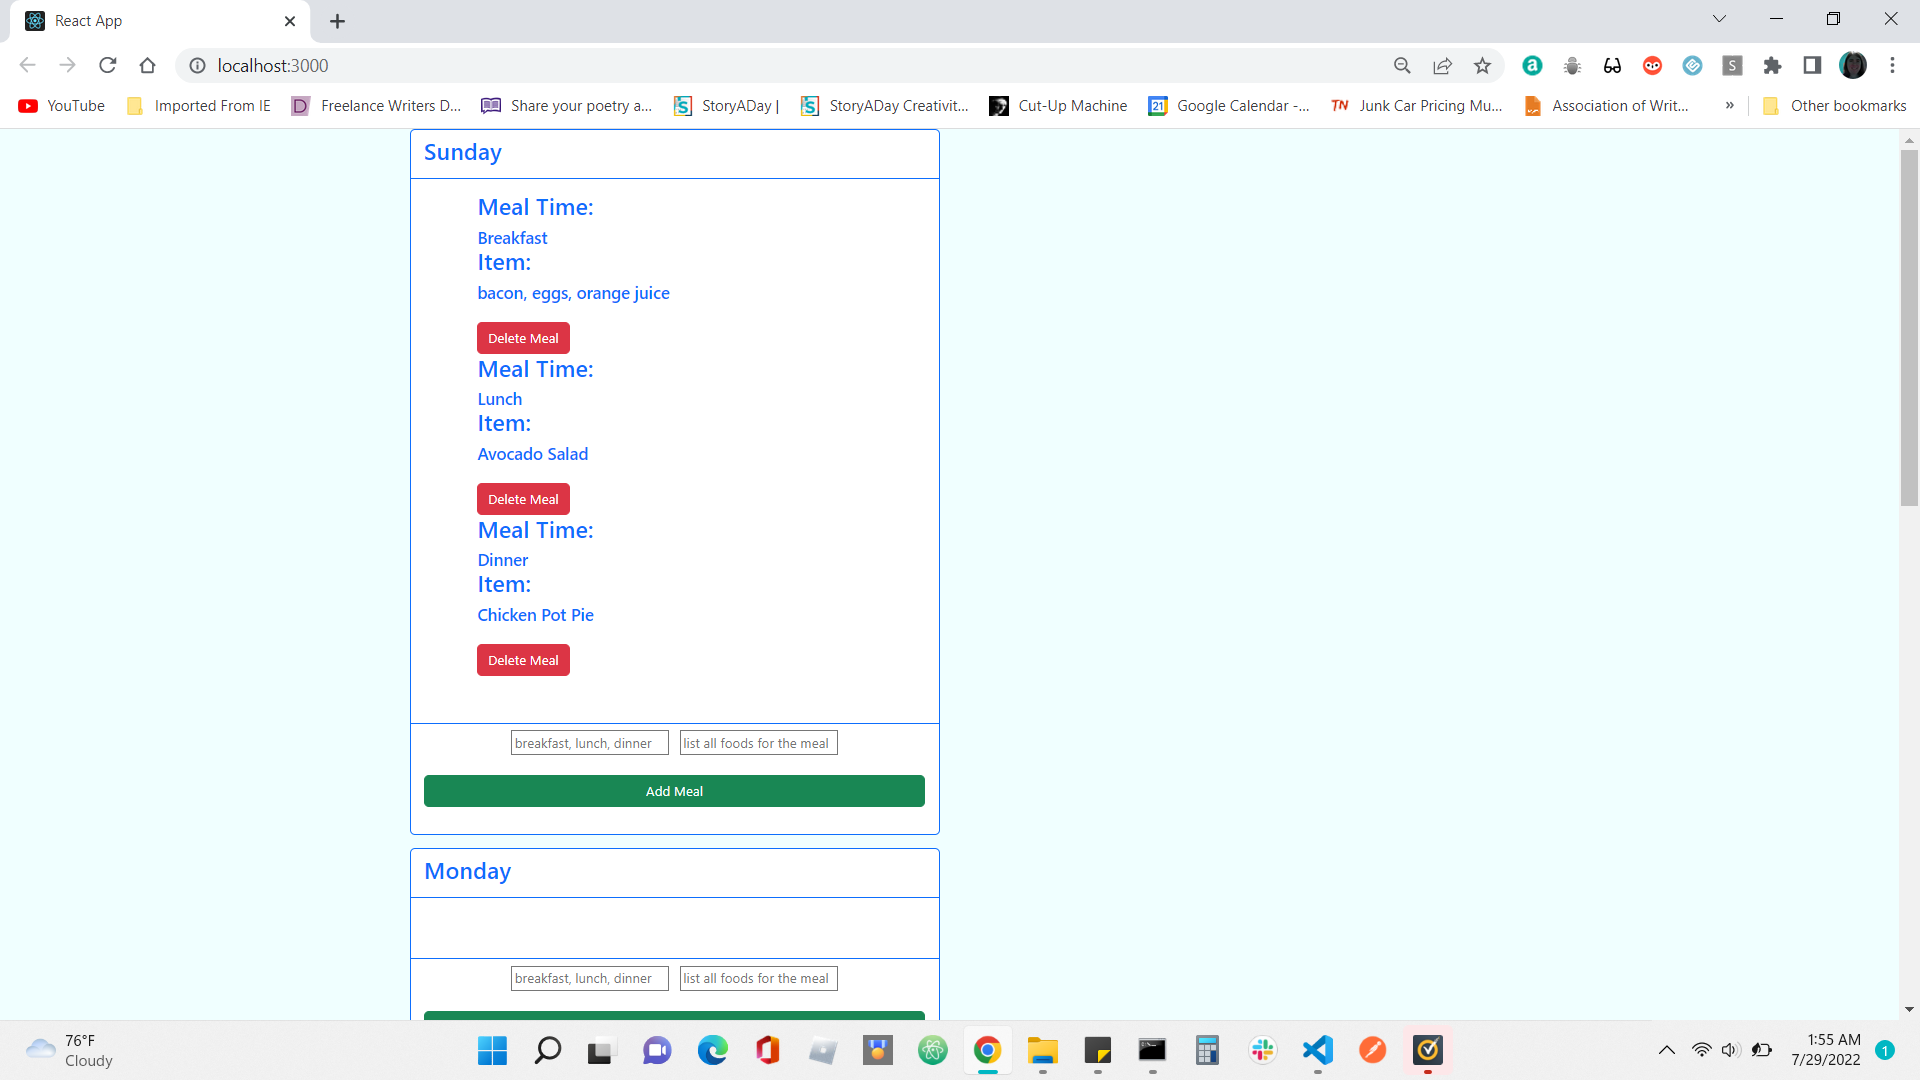 React App
localhost:3000
YouTube
Imported From IE
Freelance Writers D...
Share your poetry a...
StoryADay |
StoryADay Creativit...
Cut-Up Machine
Google Calendar -...
Junk Car Pricing Mu...
Association of Writ...
»
Other bookmarks
Sunday
Meal Time:
Breakfast
Item:
bacon, eggs, orange juice
Delete Meal
Meal Time:
Lunch
Item:
Avocado Salad
Delete Meal
Meal Time:
Dinner
Item:
Chicken Pot Pie
Delete Meal
breakfast, lunch, dinner
list all foods for the meal
Add Meal
Monday
breakfast, lunch, dinner
list all foods for the meal
76°F
Cloudy
1:55 AM
7/29/2022
1